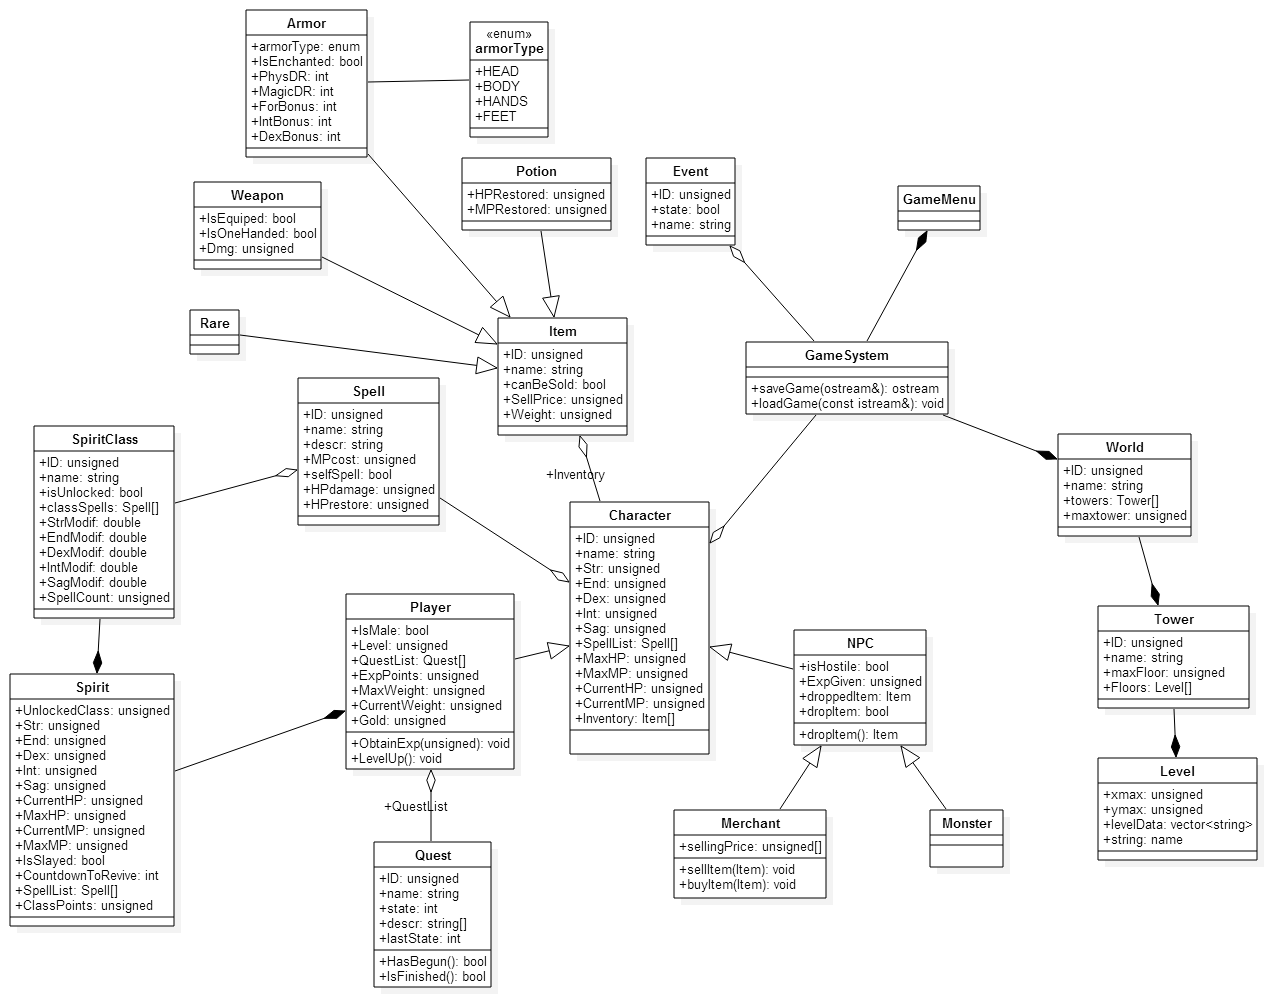 Armor
+armorType: enum
+IsEnchanted: bool
+PhysDR: int
+MagicDR: int
+ForBonus: int
+IntBonus: int
+DexBonus: int
«enum»
armorType
+HEAD
+BODY
+HANDS
+FEET
Weapon
+IsEquiped: bool
+IsOneHanded: bool
+Dmg: unsigned
Potion
+HPRestored: unsigned
+MPRestored: unsigned
Event
+ID: unsigned
+state: bool
+name: string
GameMenu
Rare
Item
+ID: unsigned
+name: string
+canBeSold: bool
+SellPrice: unsigned
+Weight: unsigned
GameSystem
+saveGame(ostream&): ostream
+loadGame(const istream&): void
Spell
+ID: unsigned
+name: string
+descr: string
+MPcost: unsigned
+selfSpell: bool
+HPdamage: unsigned
+HPrestore: unsigned
SpiritClass
+ID: unsigned
+name: string
+isUnlocked: bool
+classSpells: Spell[]
+StrModif: double
+EndModif: double
+DexModif: double
+IntModif: double
+SagModif: double
+SpellCount: unsigned
+Inventory
World
+ID: unsigned
+name: string
+towers: Tower[]
+maxtower: unsigned
Character
+ID: unsigned
+name: string
+Str: unsigned
+End: unsigned
+Dex: unsigned
+Int: unsigned
+Sag: unsigned
+SpellList: Spell[]
+MaxHP: unsigned
+MaxMP: unsigned
+CurrentHP: unsigned
+CurrentMP: unsigned
+Inventory: Item[]
Player
+IsMale: bool
+Level: unsigned
+QuestList: Quest[]
+ExpPoints: unsigned
+MaxWeight: unsigned
+CurrentWeight: unsigned
+Gold: unsigned
+ObtainExp(unsigned): void
+LevelUp(): void
NPC
+isHostile: bool
+ExpGiven: unsigned
+droppedItem: Item
+dropItem: bool
+dropItem(): Item
Tower
+ID: unsigned
+name: string
+maxFloor: unsigned
+Floors: Level[]
Spirit
+UnlockedClass: unsigned
+Str: unsigned
+End: unsigned
+Dex: unsigned
+Int: unsigned
+Sag: unsigned
+CurrentHP: unsigned
+MaxHP: unsigned
+CurrentMP: unsigned
+MaxMP: unsigned
+IsSlayed: bool
+CountdownToRevive: int
+SpellList: Spell[]
+ClassPoints: unsigned
+QuestList
Quest
+ID: unsigned
+name: string
+state: int
+descr: string[]
+lastState: int
+HasBegun(): bool
+IsFinished(): bool
Merchant
+sellingPrice: unsigned[]
+sellItem(Item): void
+buyItem(Item): void
Monster
Level
+xmax: unsigned
+ymax: unsigned
+levelData: vector<string>
+string: name